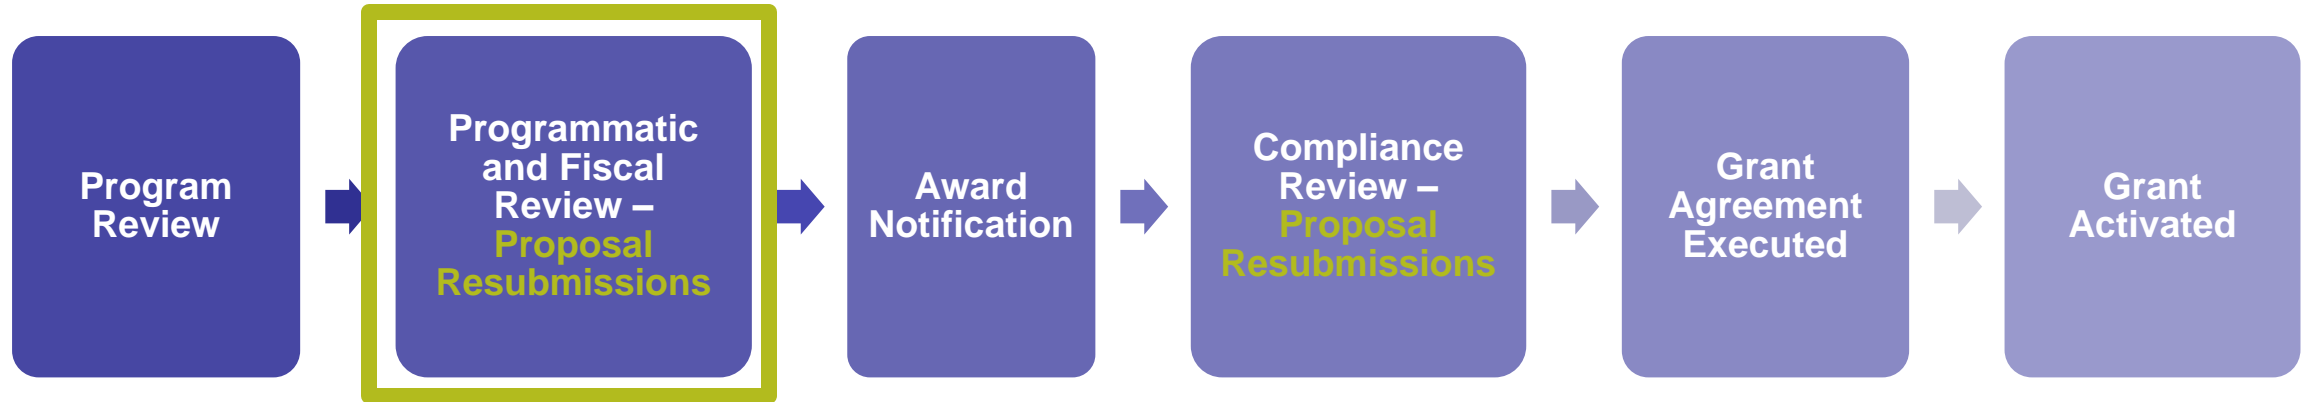 Program
Review
Programmatic
and Fiscal
Review –
Proposal
Resubmissions
Award
Notification
Compliance
Review –
Proposal
Resubmissions
Grant
Agreement
Executed
Grant
Activated